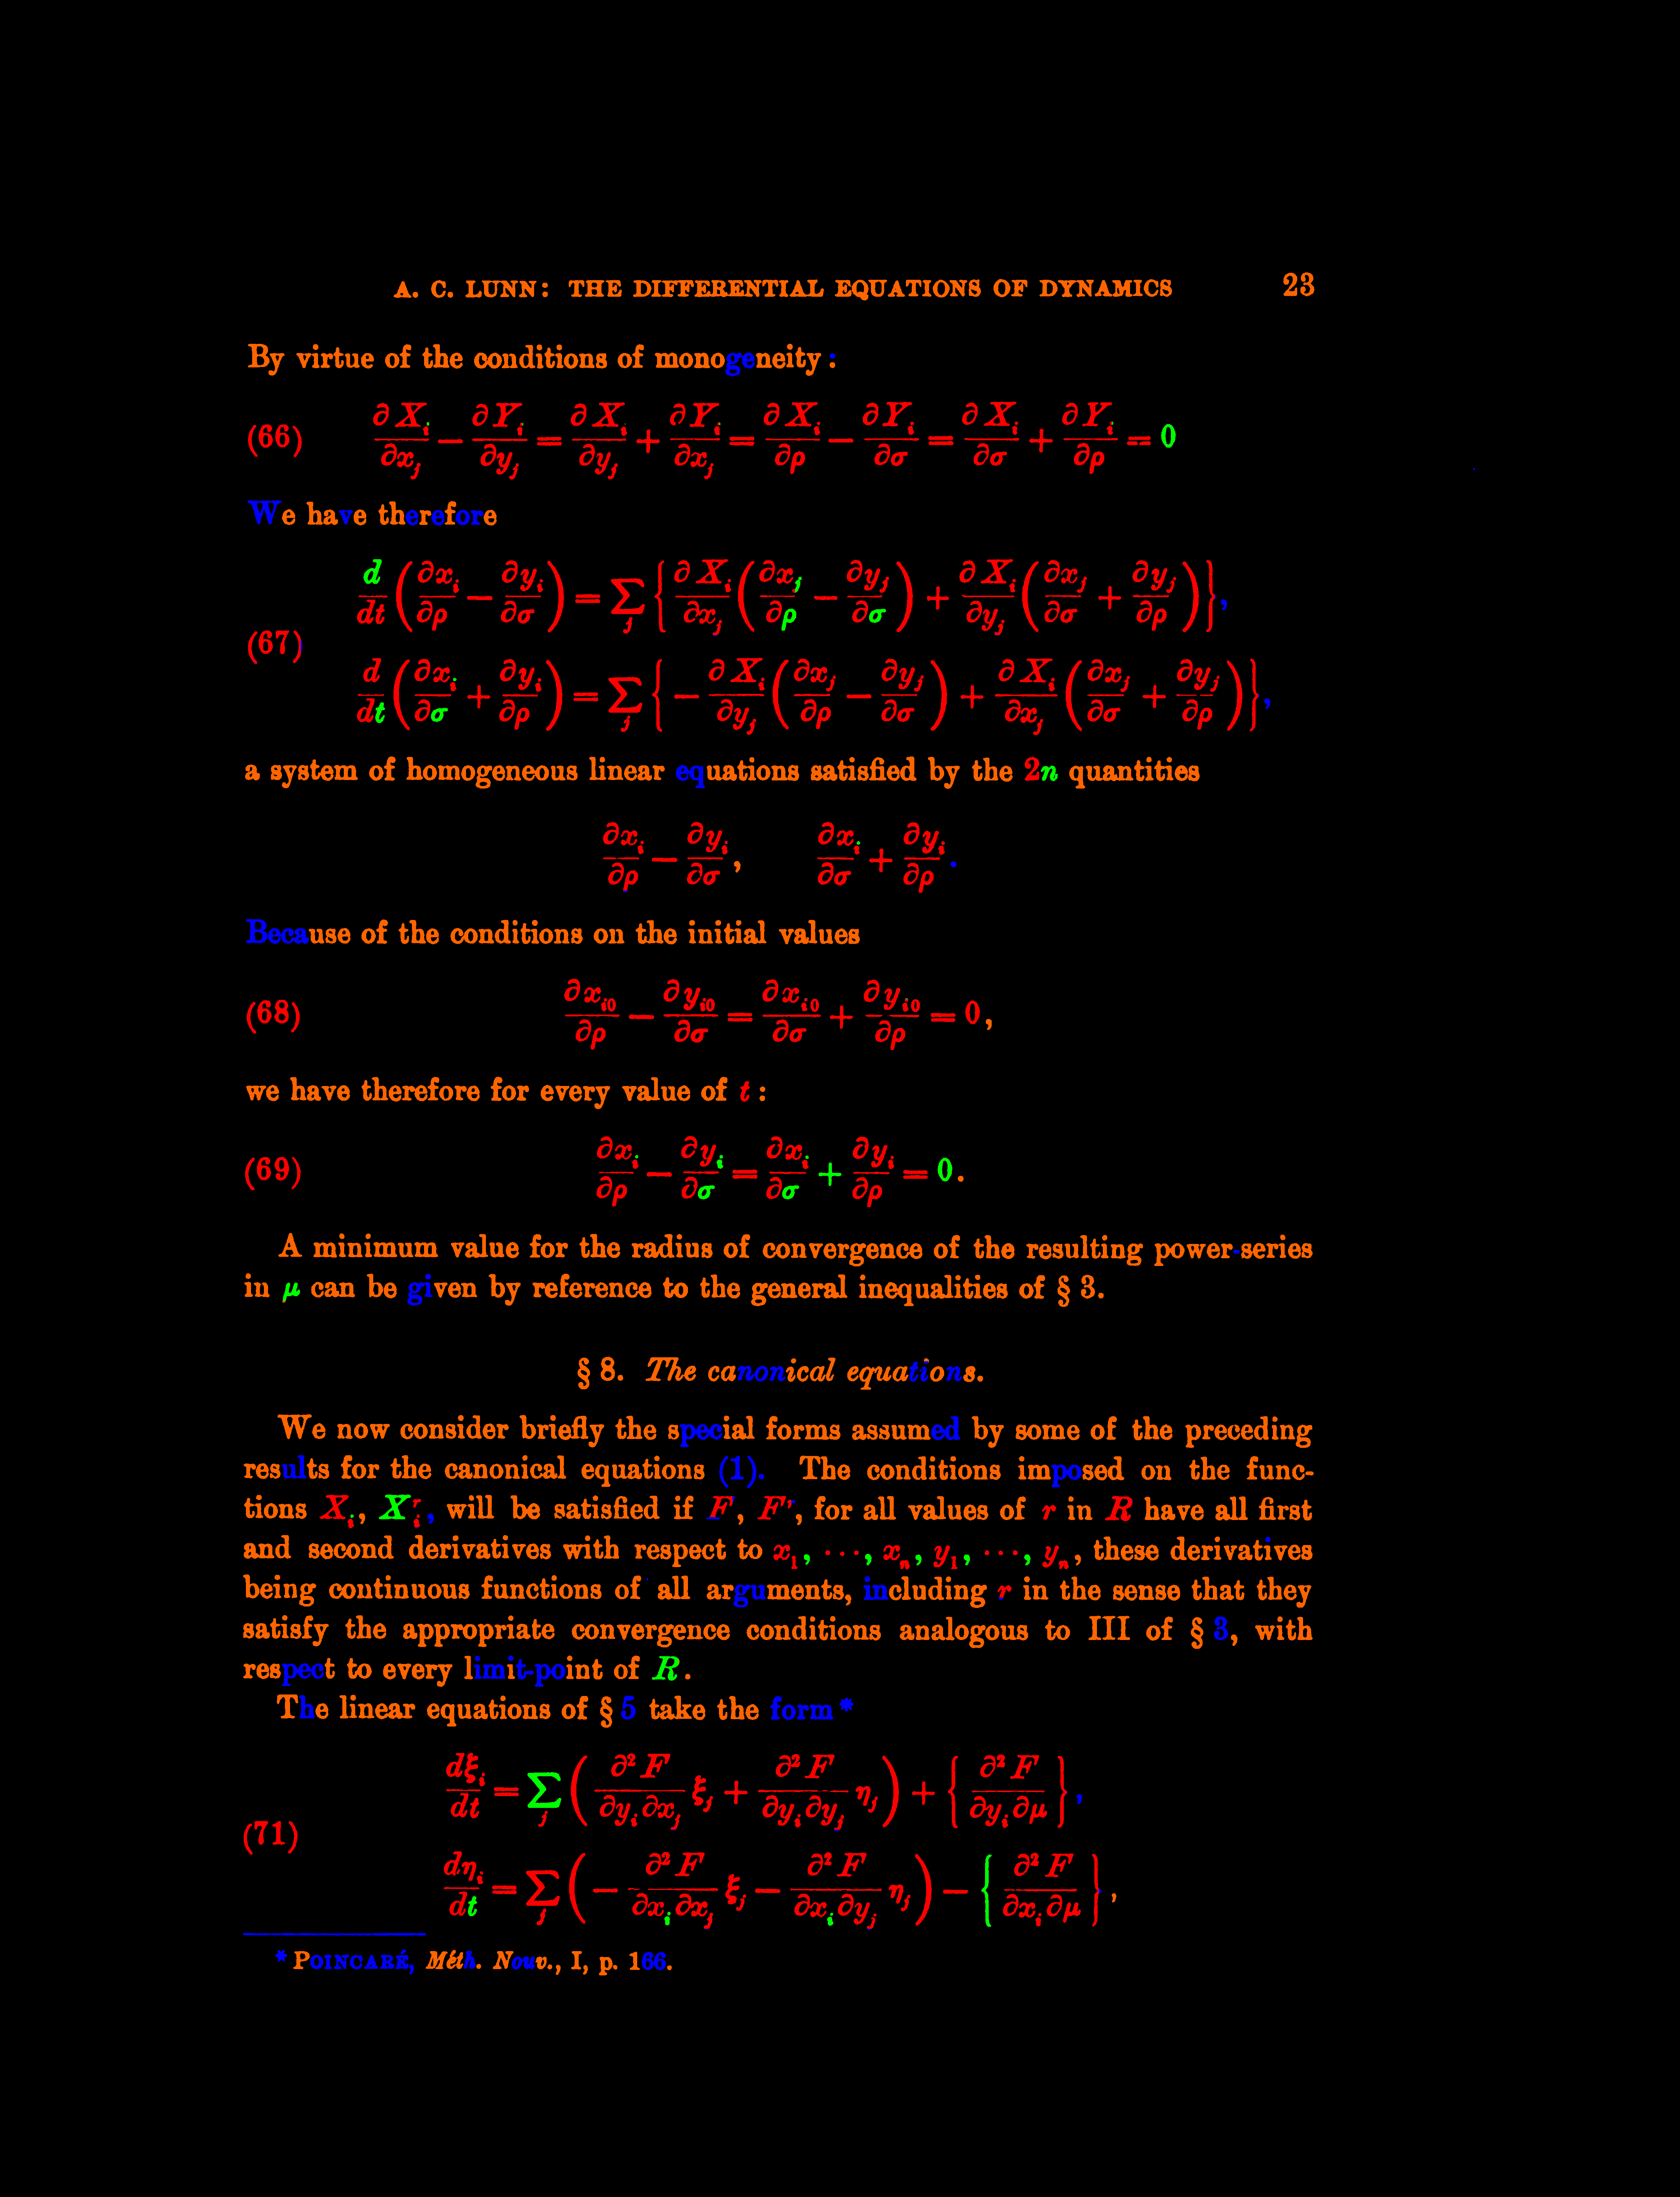 A. C. LUNN: THE DIFFERENTIAL EQUATIONS OF DYNAMICS 23
By virtue of the conditions of monogeneity :
(66) \frac{\partial X_i}{\partial x_j} - \frac{\partial Y_i}{\partial y_j} = \frac{\partial X_i}{\partial y_j} + \frac{\partial Y_i}{\partial x_j} = \frac{\partial X_i}{\partial \rho} - \frac{\partial Y_i}{\partial \sigma} = \frac{\partial X_i}{\partial \sigma} + \frac{\partial Y_i}{\partial \rho} = 0
We have therefore
\frac{d}{dt} \left( \frac{\partial x_i}{\partial \rho} - \frac{\partial y_i}{\partial \sigma} \right) = \sum_j \left\{ \frac{\partial X_i}{\partial x_j} \left( \frac{\partial x_j}{\partial \rho} - \frac{\partial y_j}{\partial \sigma} \right) + \frac{\partial X_i}{\partial y_j} \left( \frac{\partial x_j}{\partial \sigma} + \frac{\partial y_j}{\partial \rho} \right) \right\},
(67)
\frac{d}{dt} \left( \frac{\partial x_i}{\partial \sigma} + \frac{\partial y_i}{\partial \rho} \right) = \sum_j \left\{ - \frac{\partial X_i}{\partial y_j} \left( \frac{\partial x_j}{\partial \rho} - \frac{\partial y_j}{\partial \sigma} \right) + \frac{\partial X_i}{\partial x_j} \left( \frac{\partial x_j}{\partial \sigma} + \frac{\partial y_j}{\partial \rho} \right) \right\},
a system of homogeneous linear equations satisfied by the 2n quantities
\frac{\partial x_i}{\partial \rho} - \frac{\partial y_i}{\partial \sigma}, \frac{\partial x_i}{\partial \sigma} + \frac{\partial y_i}{\partial \rho}.
Because of the conditions on the initial values
(68) \frac{\partial x_{i0}}{\partial \rho} - \frac{\partial y_{i0}}{\partial \sigma} = \frac{\partial x_{i0}}{\partial \sigma} + \frac{\partial y_{i0}}{\partial \rho} = 0,
we have therefore for every value of t :
(69) \frac{\partial x_i}{\partial \rho} - \frac{\partial y_i}{\partial \sigma} = \frac{\partial x_i}{\partial \sigma} + \frac{\partial y_i}{\partial \rho} = 0.
A minimum value for the radius of convergence of the resulting power-series
in μ can be given by reference to the general inequalities of § 3.
§ 8. The canonical equations.
We now consider briefly the special forms assumed by some of the preceding
results for the canonical equations (1). The conditions imposed on the func-
tions X_i, X_i^r, will be satisfied if F, F^r, for all values of r in R have all first
and second derivatives with respect to x_1, ···, x_n, y_1, ···, y_n, these derivatives
being continuous functions of all arguments, including r in the sense that they
satisfy the appropriate convergence conditions analogous to III of § 3, with
respect to every limit-point of R.
The linear equations of § 5 take the form *
\frac{d\xi_i}{dt} = \sum_j \left( \frac{\partial^2 F}{\partial y_i \partial x_j} \xi_j + \frac{\partial^2 F}{\partial y_i \partial y_j} \eta_j \right) + \left\{ \frac{\partial^2 F}{\partial y_i \partial \mu} \right\},
(71)
\frac{d\eta_i}{dt} = \sum_j \left( - \frac{\partial^2 F}{\partial x_i \partial x_j} \xi_j - \frac{\partial^2 F}{\partial x_i \partial y_j} \eta_j \right) - \left\{ \frac{\partial^2 F}{\partial x_i \partial \mu} \right\},
* POINCARÉ, Méth. Nouv., I, p. 166.